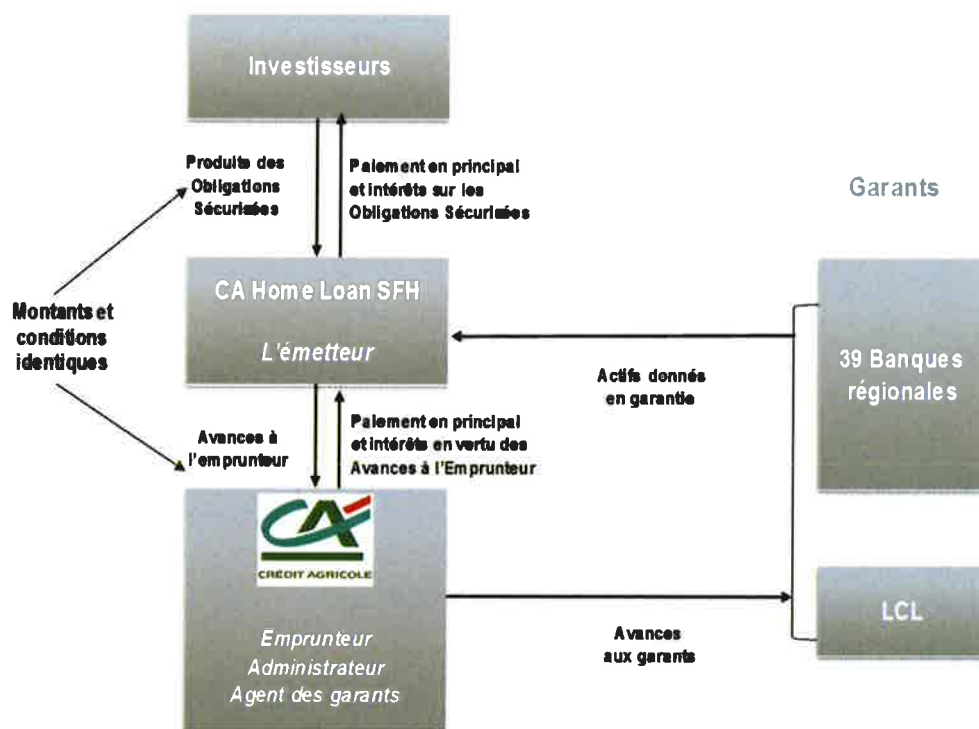 Investisseurs
Produits des
Obligations
Sécurisées
Paiement en principal
et intérêts sur les
Obligations Sécurisées
Garants
CA Home Loan SFH
L'émetteur
Montants et
conditions
identiques
39 Banques
régionales
Actifs donnés
en garantie
Avances à
l'emprunteur
Paiement en principal
et intérêts en vertu des
Avances à l'Emprunteur
CA
CRÉDIT AGRICOLE
Emprunteur
Administrateur
Agent des garants
Avances
aux garants
LCL